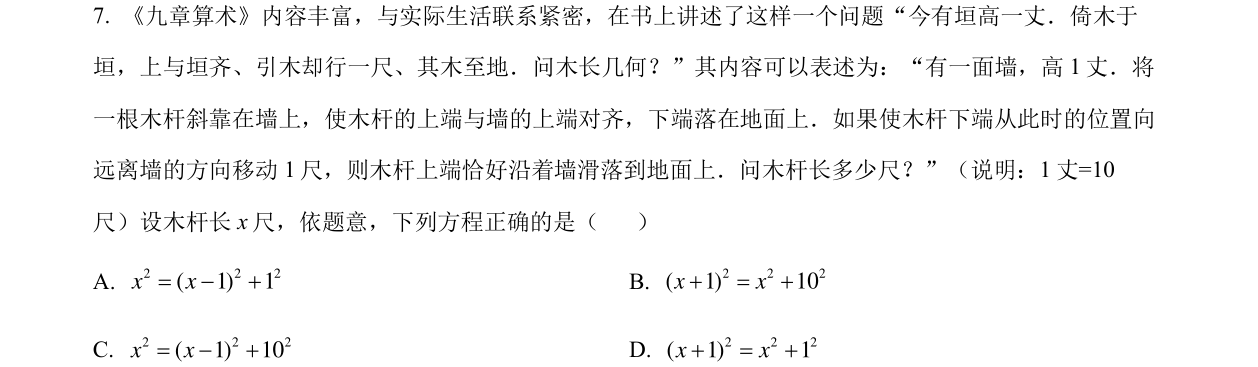 7. 《九章算术》内容丰富，与实际生活联系紧密，在书上讲述了这样一个问题“今有垣高一丈．倚木于
垣，上与垣齐、引木却行一尺、其木至地．问木长几何？”其内容可以表述为：“有一面墙，高 1 丈．将
一根木杆斜靠在墙上，使木杆的上端与墙的上端对齐，下端落在地面上．如果使木杆下端从此时的位置向
远离墙的方向移动 1 尺，则木杆上端恰好沿着墙滑落到地面上．问木杆长多少尺？”（说明：1 丈=10
尺）设木杆长 x 尺，依题意，下列方程正确的是（　　）
A. x² = (x−1)² + 1² B. (x+1)² = x² + 10²
C. x² = (x−1)² + 10² D. (x+1)² = x² + 1²